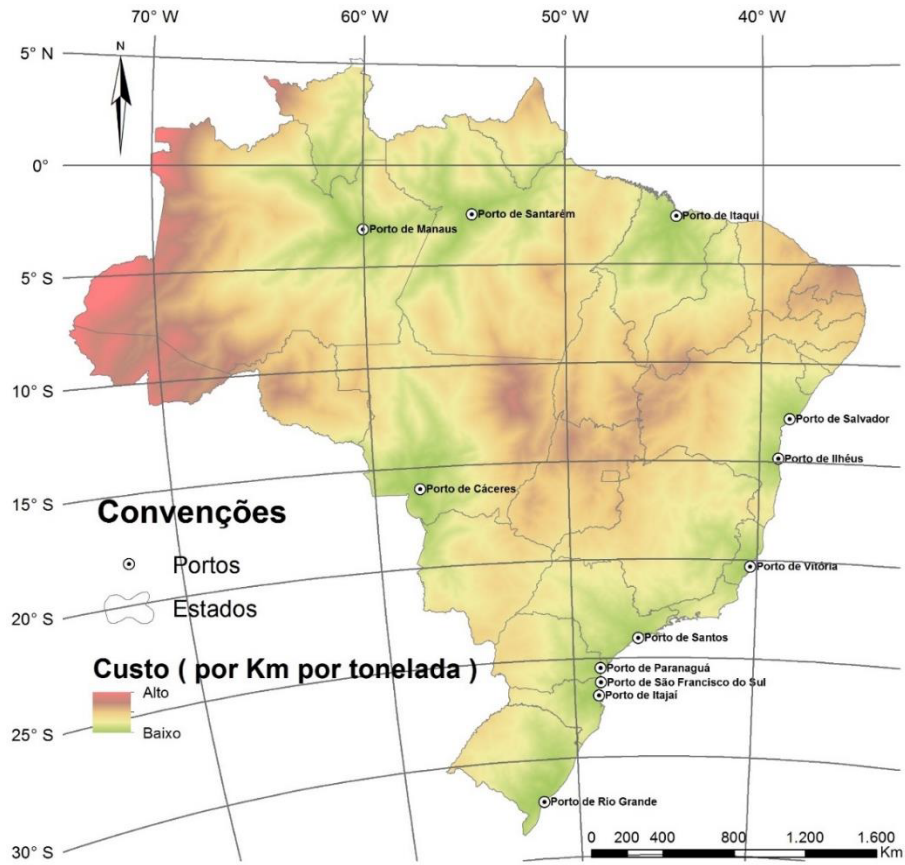 70° W 60° W 50° W 40° W
5° N
N
0°
Porto de Santarém
Porto de Itaqui
Porto de Manaus
5° S
10° S
Porto de Salvador
Porto de Ilhéus
Porto de Cáceres
15° S
Convenções
Portos
Porto de Vitória
Estados
20° S
Porto de Santos
Custo ( por Km por tonelada )
Porto de Paranaguá
Porto de São Francisco do Sul
Alto
Porto de Itajaí
Baixo
25° S
Porto de Rio Grande
30° S
0 200 400 800 1.200 1.600
Km